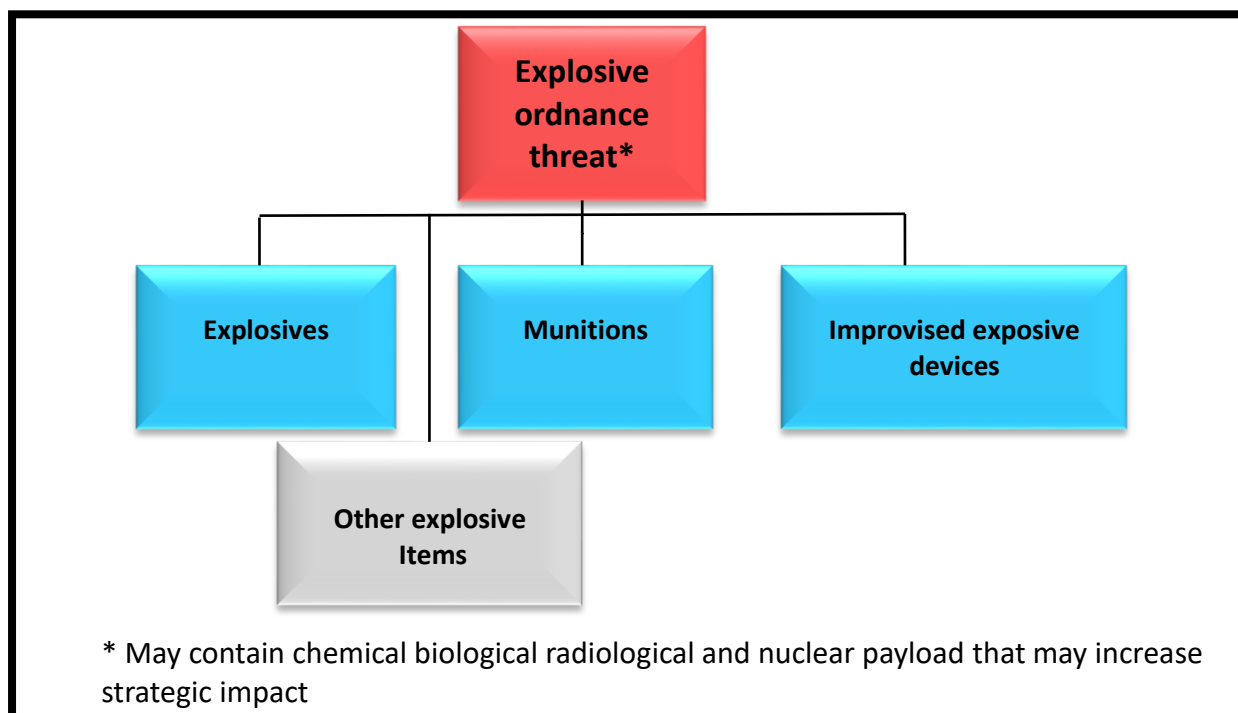 Explosive
ordnance
threat*
Explosives
Munitions
Improvised exposive
devices
Other explosive
Items
* May contain chemical biological radiological and nuclear payload that may increase
strategic impact